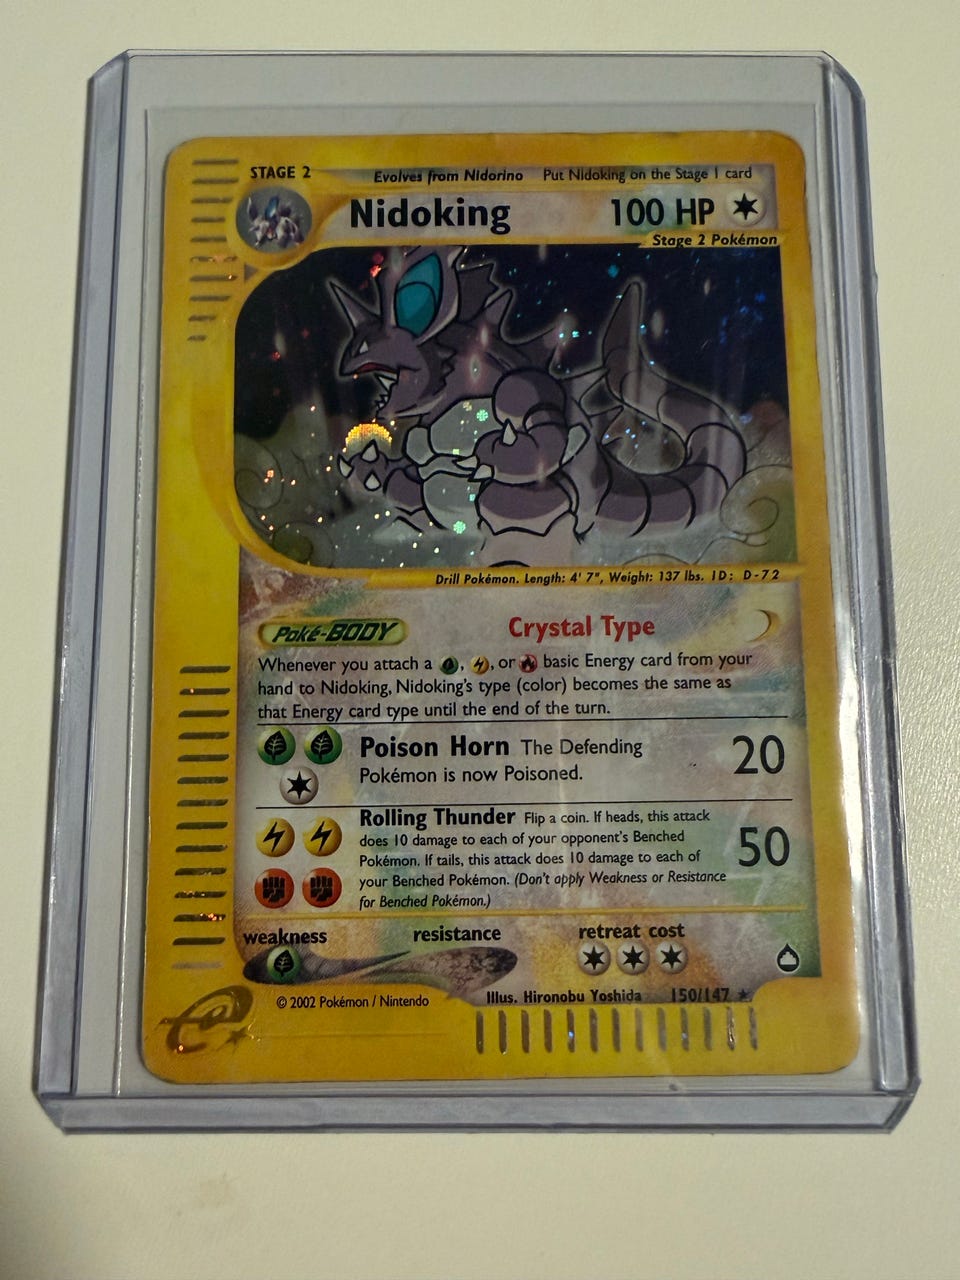 STAGE 2 Evolves from Nidorino Put Nidoking on the Stage 1 card
Nidoking 100 HP
Stage 2 Pokémon
Drill Pokémon. Length: 4' 7", Weight: 137 lbs. ID: D-72
Poké-BODY Crystal Type
Whenever you attach a , , or basic Energy card from your
hand to Nidoking, Nidoking's type (color) becomes the same as
that Energy card type until the end of the turn.
Poison Horn The Defending 20
Pokémon is now Poisoned.
Rolling Thunder Flip a coin. If heads, this attack
does 10 damage to each of your opponent's Benched
Pokémon. If tails, this attack does 10 damage to each of 50
your Benched Pokémon. (Don't apply Weakness or Resistance
for Benched Pokémon.)
weakness resistance retreat cost
© 2002 Pokémon / Nintendo Illus. Hironobu Yoshida 150/147 ★
e